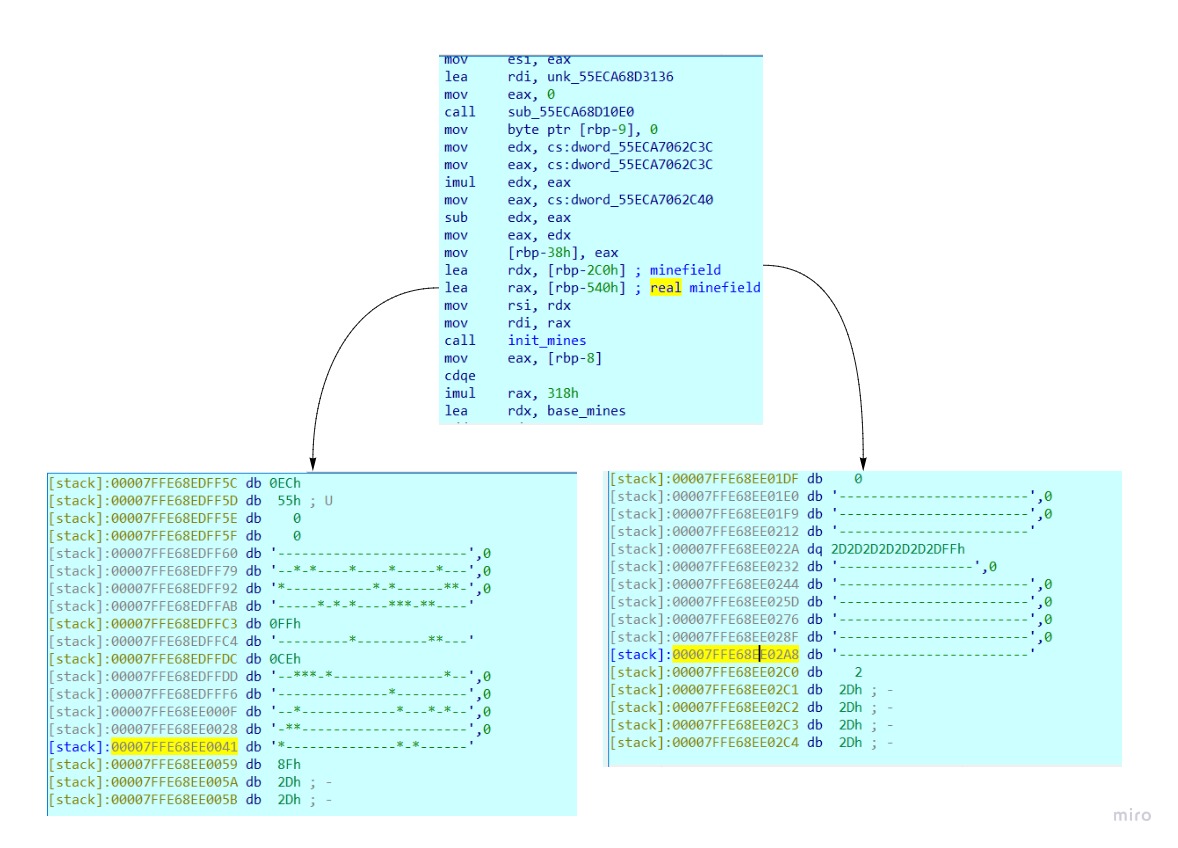 mov esi, eax
lea rdi, unk_55ECA68D3136
mov eax, 0
call sub_55ECA68D10E0
mov byte ptr [rbp-9], 0
mov edx, cs:dword_55ECA7062C3C
mov eax, cs:dword_55ECA7062C3C
imul edx, eax
mov eax, cs:dword_55ECA7062C40
sub edx, eax
mov eax, edx
mov [rbp-38h], eax
lea rdx, [rbp-2C0h] ; minefield
lea rax, [rbp-540h] ; real minefield
mov rsi, rdx
mov rdi, rax
call init_mines
mov eax, [rbp-8]
cdqe
imul rax, 318h
lea rdx, base_mines
[stack]:00007FFE68EDFF5C db 0ECh
[stack]:00007FFE68EDFF5D db 55h ; U
[stack]:00007FFE68EDFF5E db 0
[stack]:00007FFE68EDFF5F db 0
[stack]:00007FFE68EDFF60 db '------------------------',0
[stack]:00007FFE68EDFF79 db '--*-*----*----*-----*---',0
[stack]:00007FFE68EDFF92 db '*-----------*-*------**-',0
[stack]:00007FFE68EDFFAB db '-----*-*-*----***-**----'
[stack]:00007FFE68EDFFC3 db 0FFh
[stack]:00007FFE68EDFFC4 db '---------*---------**---'
[stack]:00007FFE68EDFFDC db 0CEh
[stack]:00007FFE68EDFFDD db '--***-*--------------*--',0
[stack]:00007FFE68EDFFF6 db '--------------*---------',0
[stack]:00007FFE68EE000F db '--*------------*---*-*--',0
[stack]:00007FFE68EE0028 db '-**---------------------',0
[stack]:00007FFE68EE0041 db '*--------------*-*------'
[stack]:00007FFE68EE0059 db 8Fh
[stack]:00007FFE68EE005A db 2Dh ; -
[stack]:00007FFE68EE005B db 2Dh ; -
[stack]:00007FFE68EE01DF db 0
[stack]:00007FFE68EE01E0 db '------------------------',0
[stack]:00007FFE68EE01F9 db '------------------------',0
[stack]:00007FFE68EE0212 db '------------------------'
[stack]:00007FFE68EE022A dq 2D2D2D2D2D2D2DFFh
[stack]:00007FFE68EE0232 db '-----------------',0
[stack]:00007FFE68EE0244 db '------------------------',0
[stack]:00007FFE68EE025D db '------------------------',0
[stack]:00007FFE68EE0276 db '------------------------',0
[stack]:00007FFE68EE028F db '------------------------',0
[stack]:00007FFE68EE02A8 db '------------------------'
[stack]:00007FFE68EE02C0 db 2
[stack]:00007FFE68EE02C1 db 2Dh ; -
[stack]:00007FFE68EE02C2 db 2Dh ; -
[stack]:00007FFE68EE02C3 db 2Dh ; -
[stack]:00007FFE68EE02C4 db 2Dh ; -
miro